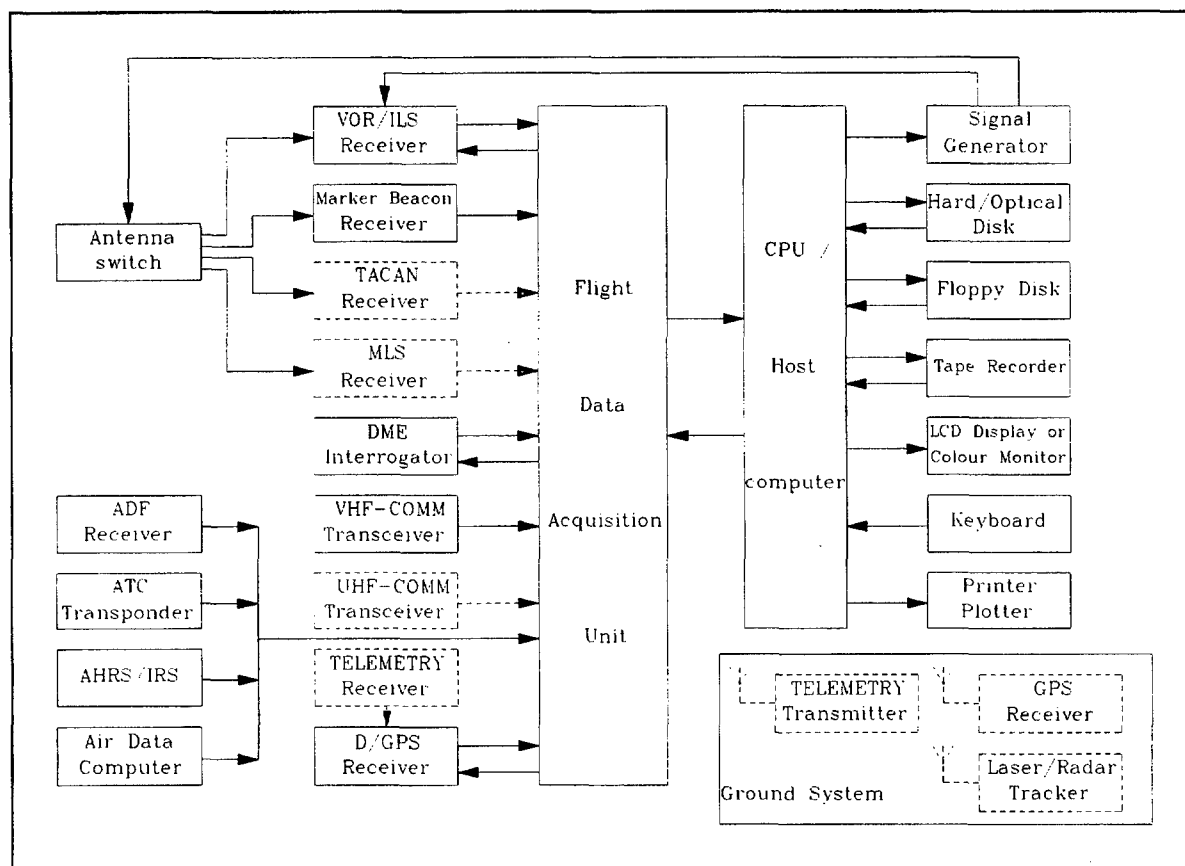 VOR/ILS
Receiver
Marker Beacon
Receiver
Antenna
switch
TACAN
Receiver
MLS
Receiver
DME
Interrogator
ADF
Receiver
VHF-COMM
Transceiver
ATC
Transponder
UHF-COMM
Transceiver
AHRS/IRS
TELEMETRY
Receiver
Air Data
Computer
D/GPS
Receiver
Flight
Data
Acquisition
Unit
CPU /
Host
computer
Signal
Generator
Hard/Optical
Disk
Floppy Disk
Tape Recorder
LCD Display or
Colour Monitor
Keyboard
Printer
Plotter
TELEMETRY
Transmitter
GPS
Receiver
Laser/Radar
Tracker
Ground System